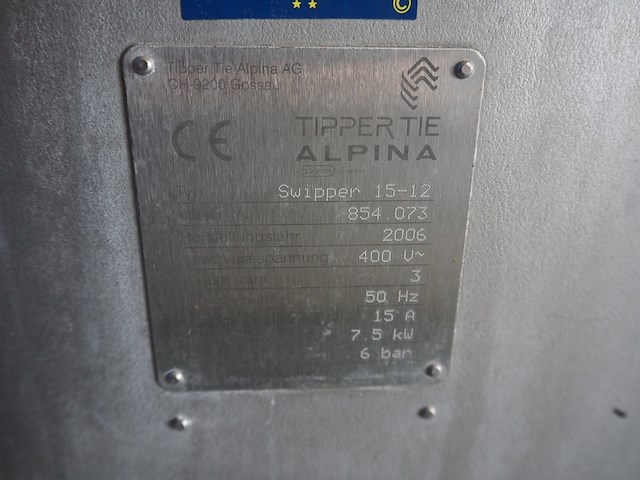 ©
Tipper Tie Alpina AG
CH-9200 Gossau
CE
TIPPER TIE
ALPINA
Swipper 15-12
854.073
Herstellungsjahr 2006
Anschlussspannung 400 V~
3
50 Hz
15 A
7.5 kW
6 bar